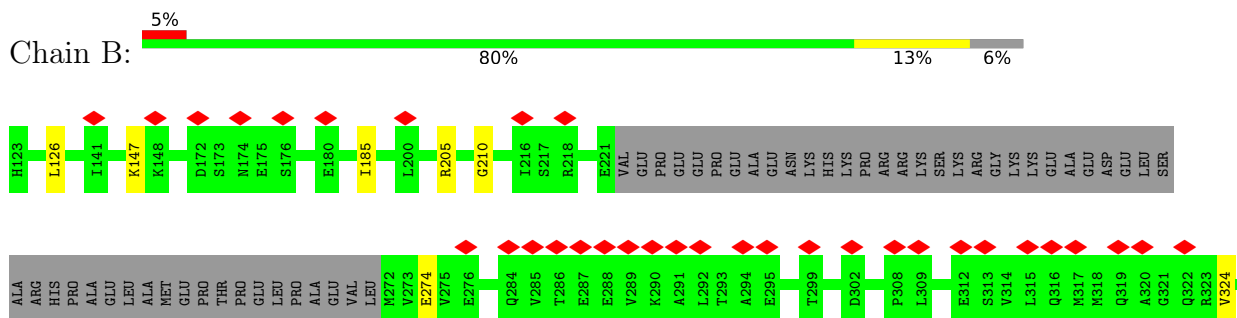 5%
Chain B:
80% 13% 6%
H123 L126 I141 K147 K148 D172 S173 N174 E175 S176 E180 I185 L200 R205 G210 I216 S217 R218 E221 VAL GLU PRO GLU GLU PRO GLU ALA GLU ASN LYS HIS LYS PRO ARG ARG LYS SER LYS ARG GLY LYS LYS GLU ALA GLU ASP GLU LEU SER
ALA ARG HIS PRO ALA GLU LEU ALA MET GLU PRO THR PRO GLU LEU PRO ALA GLU VAL LEU M272 V273 E274 V275 E276 Q284 V285 T286 E287 E288 V289 K290 A291 L292 T293 A294 E295 T299 D302 P308 L309 E312 S313 V314 L315 Q316 M317 M318 Q319 A320 G321 Q322 R323 V324